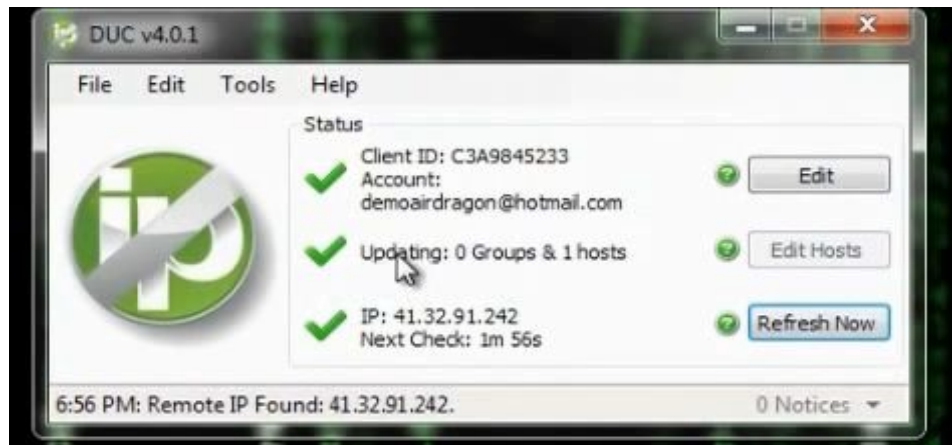 DUC v4.0.1
File Edit Tools Help
Status
Client ID: C3A9845233
Account:
demoairdragon@hotmail.com
Edit
Updating: 0 Groups & 1 hosts
Edit Hosts
IP: 41.32.91.242
Next Check: 1m 56s
Refresh Now
ip
6:56 PM: Remote IP Found: 41.32.91.242.
0 Notices